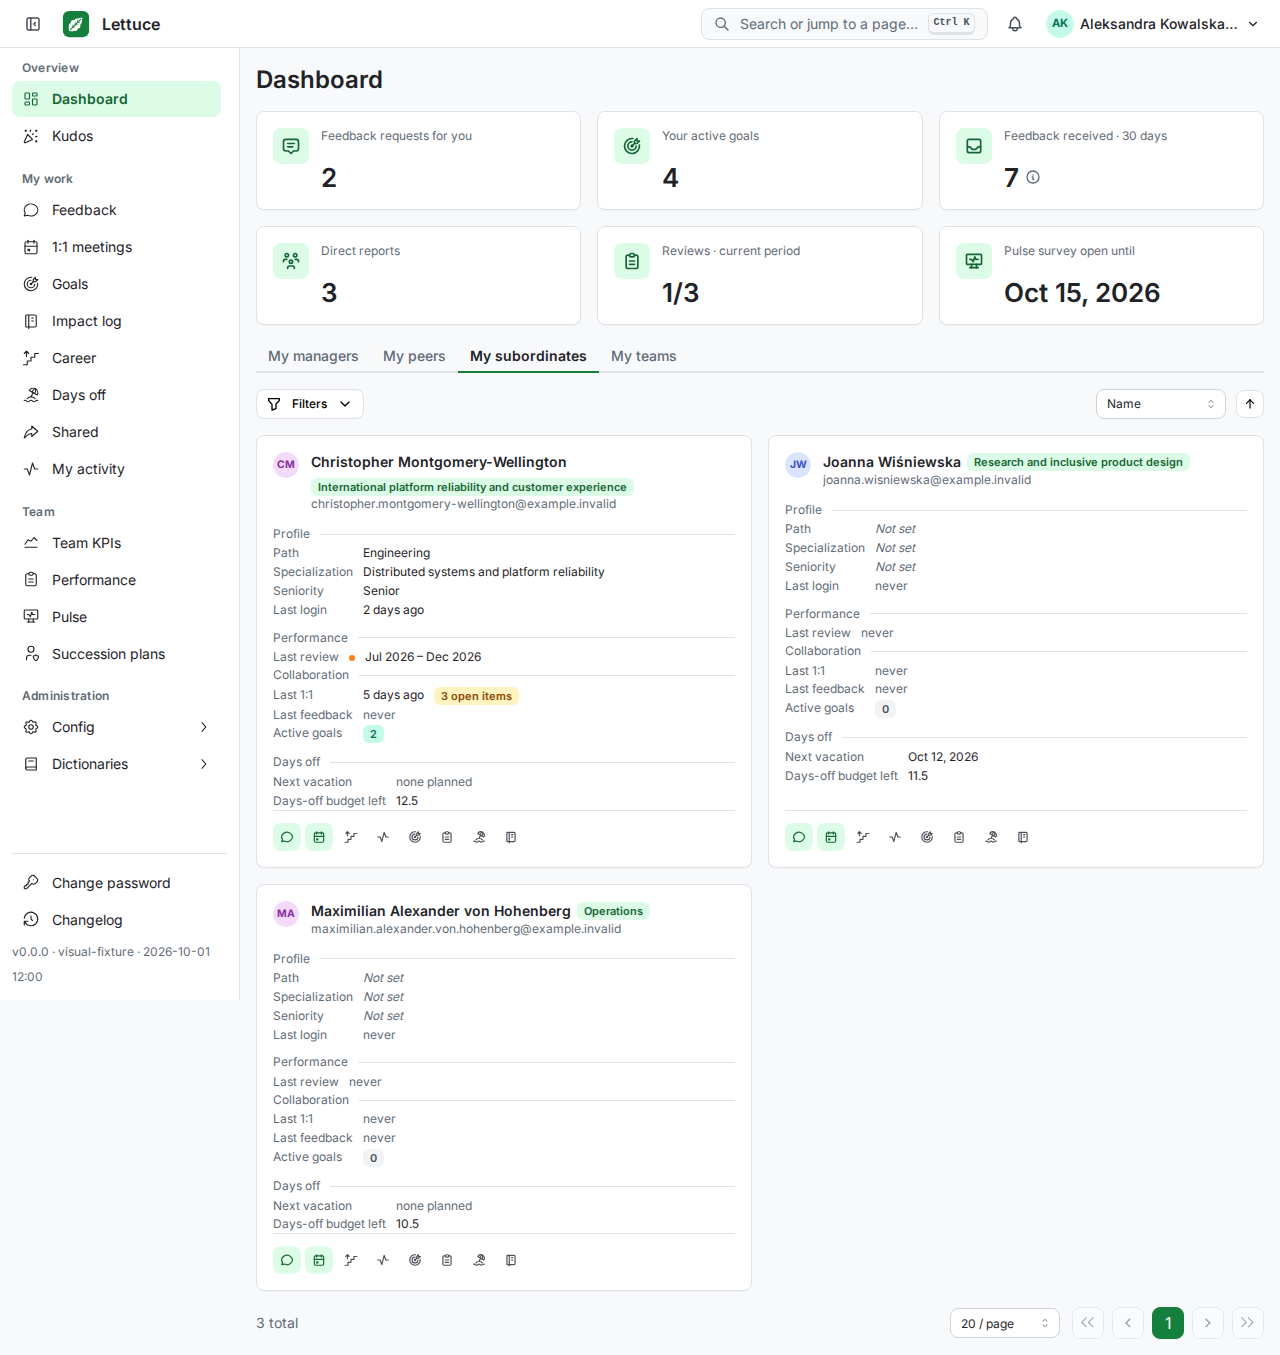 Lettuce
Search or jump to a page...
Ctrl K
AK
Aleksandra Kowalska...
Overview
Dashboard
Kudos
My work
Feedback
1:1 meetings
Goals
Impact log
Career
Days off
Shared
My activity
Team
Team KPIs
Performance
Pulse
Succession plans
Administration
Config
Dictionaries
Change password
Changelog
v0.0.0 · visual-fixture · 2026-10-01
12:00
Dashboard
Feedback requests for you
2
Your active goals
4
Feedback received · 30 days
7
Direct reports
3
Reviews · current period
1/3
Pulse survey open until
Oct 15, 2026
My managers
My peers
My subordinates
My teams
Filters
Name
CM
Christopher Montgomery-Wellington
International platform reliability and customer experience
christopher.montgomery-wellington@example.invalid
Profile
Path Engineering
Specialization Distributed systems and platform reliability
Seniority Senior
Last login 2 days ago
Performance
Last review Jul 2026 – Dec 2026
Collaboration
Last 1:1 5 days ago 3 open items
Last feedback never
Active goals 2
Days off
Next vacation none planned
Days-off budget left 12.5
JW
Joanna Wiśniewska Research and inclusive product design
joanna.wisniewska@example.invalid
Profile
Path Not set
Specialization Not set
Seniority Not set
Last login never
Performance
Last review never
Collaboration
Last 1:1 never
Last feedback never
Active goals 0
Days off
Next vacation Oct 12, 2026
Days-off budget left 11.5
MA
Maximilian Alexander von Hohenberg Operations
maximilian.alexander.von.hohenberg@example.invalid
Profile
Path Not set
Specialization Not set
Seniority Not set
Last login never
Performance
Last review never
Collaboration
Last 1:1 never
Last feedback never
Active goals 0
Days off
Next vacation none planned
Days-off budget left 10.5
3 total
20 / page
1